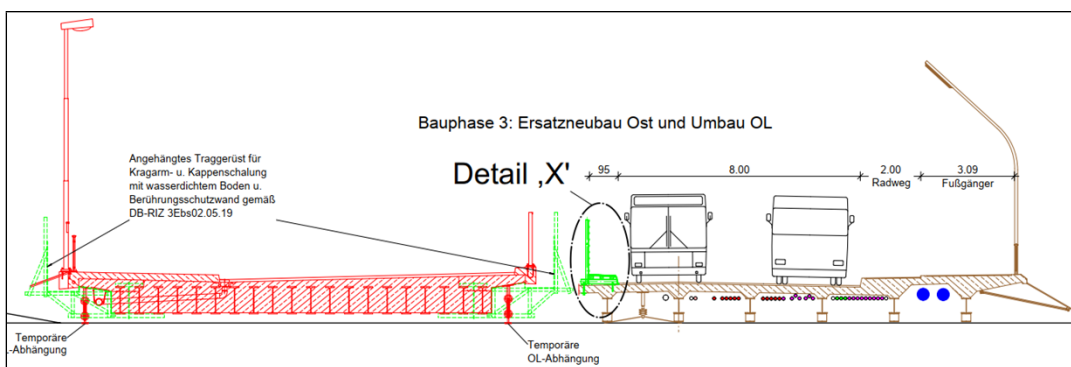 Bauphase 3: Ersatzneubau Ost und Umbau OL
Angehängtes Traggerüst für
Kragarm- u. Kappenschalung
mit wasserdichtem Boden u.
Berührungsschutzwand gemäß
DB-RIZ 3Ebs02.05.19
Detail ‚X'
95
8.00
2.00
Radweg
3.09
Fußgänger
Temporäre
L-Abhängung
Temporäre
OL-Abhängung